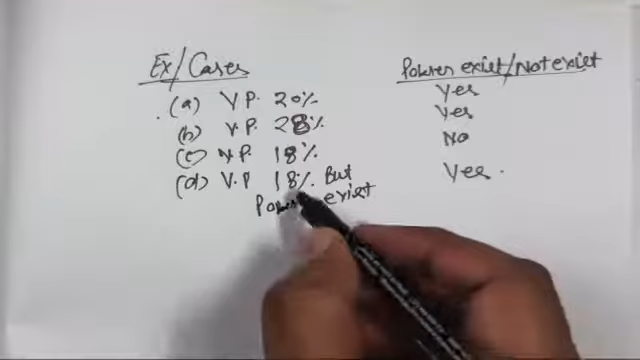 Ex/Cases Power exist/Not exist
(a) V.P. 20% Yes
(b) V.P. 28% Yes
(c) V.P. 18% No
(d) V.P 18% But Yes.
Power exist